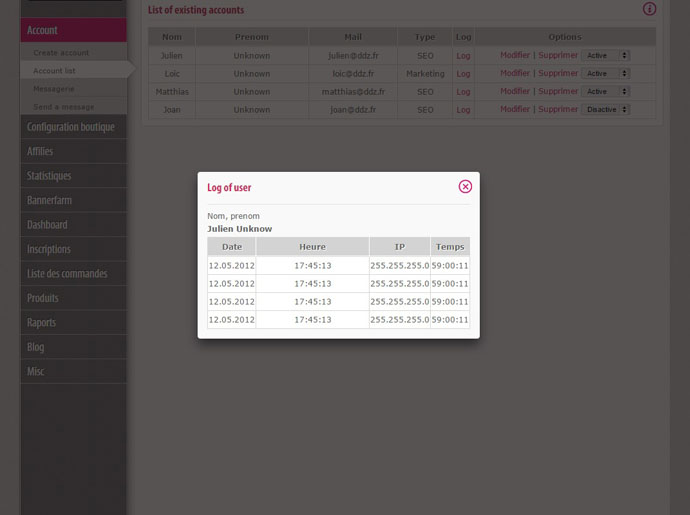 List of existing accounts
Account
Create account
Account list
Messagerie
Send a message
Configuration boutique
Affilies
Statistiques
Bannerfarm
Dashboard
Inscriptions
Liste des commandes
Produits
Raports
Blog
Misc
Nom Prenom Mail Type Log Options
Julien Unknown julien@ddz.fr SEO Log Modifier | Supprimer Active
Loic Unknown loic@ddz.fr Marketing Log Modifier | Supprimer Active
Matthias Unknown matthias@ddz.fr SEO Log Modifier | Supprimer Active
Joan Unknown joan@ddz.fr SEO Log Modifier | Supprimer Disactive
Log of user
Nom, prenom
Julien Unknow
Date Heure IP Temps
12.05.2012 17:45:13 255.255.255.0 59:00:11
12.05.2012 17:45:13 255.255.255.0 59:00:11
12.05.2012 17:45:13 255.255.255.0 59:00:11
12.05.2012 17:45:13 255.255.255.0 59:00:11